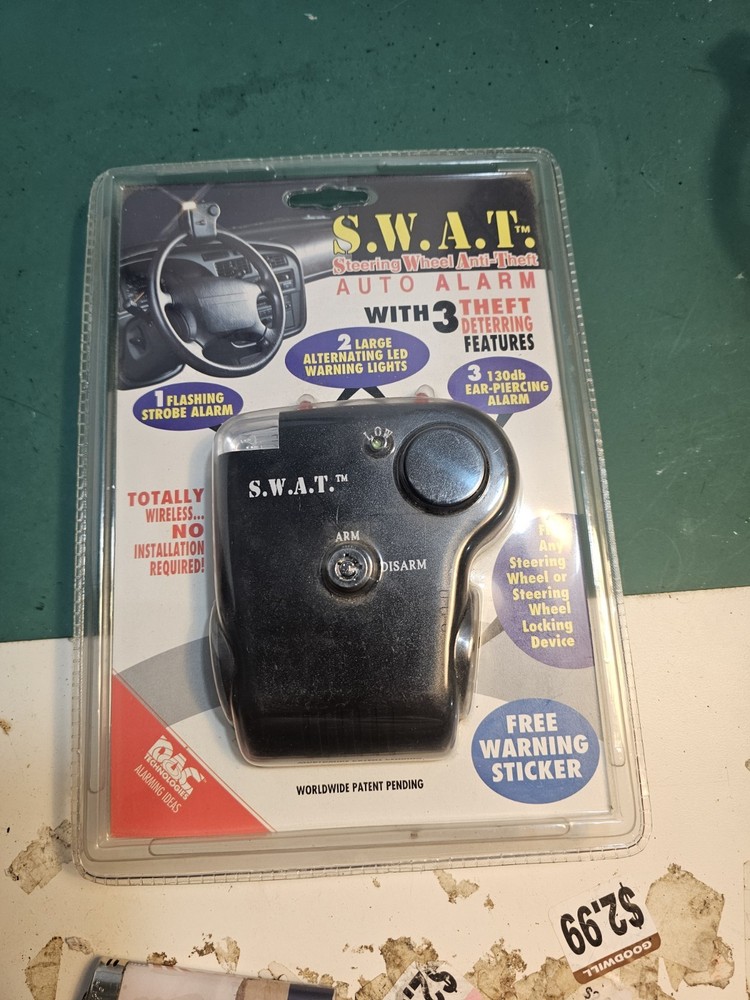 S.W.A.T.™
Steering Wheel Anti-Theft
AUTO ALARM
WITH 3 THEFT
DETERRING
FEATURES
1 FLASHING
STROBE ALARM
2 LARGE
ALTERNATING LED
WARNING LIGHTS
3 130db
EAR-PIERCING
ALARM
LOW
S.W.A.T.™
ARM
DISARM
TOTALLY
WIRELESS...
NO
INSTALLATION
REQUIRED!
Any
Steering
Wheel or
Steering
Wheel
Locking
Device
FREE
WARNING
STICKER
TECHNOLOGIES
ALARMING IDEAS
WORLDWIDE PATENT PENDING
$2.99
GOODWILL